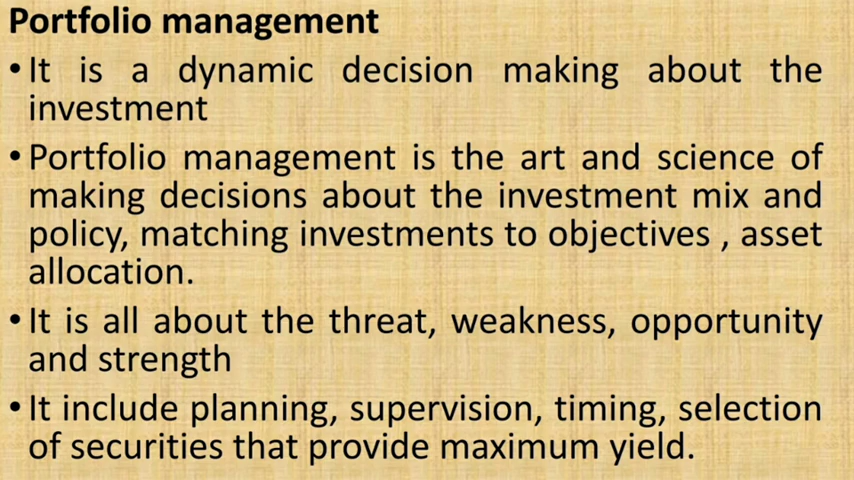 Portfolio management
•It is a dynamic decision making about the
investment
•Portfolio management is the art and science of
making decisions about the investment mix and
policy, matching investments to objectives , asset
allocation.
•It is all about the threat, weakness, opportunity
and strength
•It include planning, supervision, timing, selection
of securities that provide maximum yield.